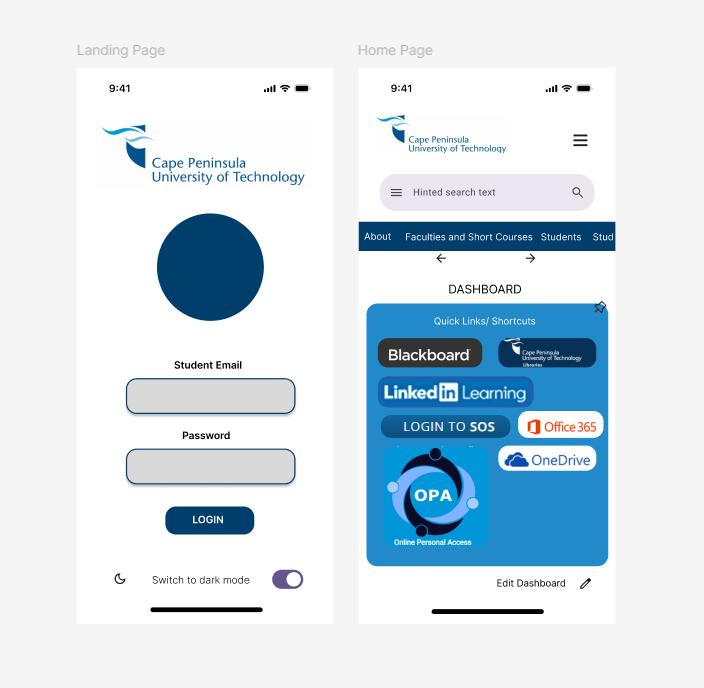 Landing Page
9:41
Cape Peninsula
University of Technology
Student Email
Password
LOGIN
Switch to dark mode
Home Page
9:41
Cape Peninsula
University of Technology
Hinted search text
About Faculties and Short Courses Students Stud
DASHBOARD
Quick Links/ Shortcuts
Blackboard
Cape Peninsula
University of Technology
Libraries
Linked in Learning
LOGIN TO SOS
Office 365
OneDrive
OPA
Online Personal Access
Edit Dashboard